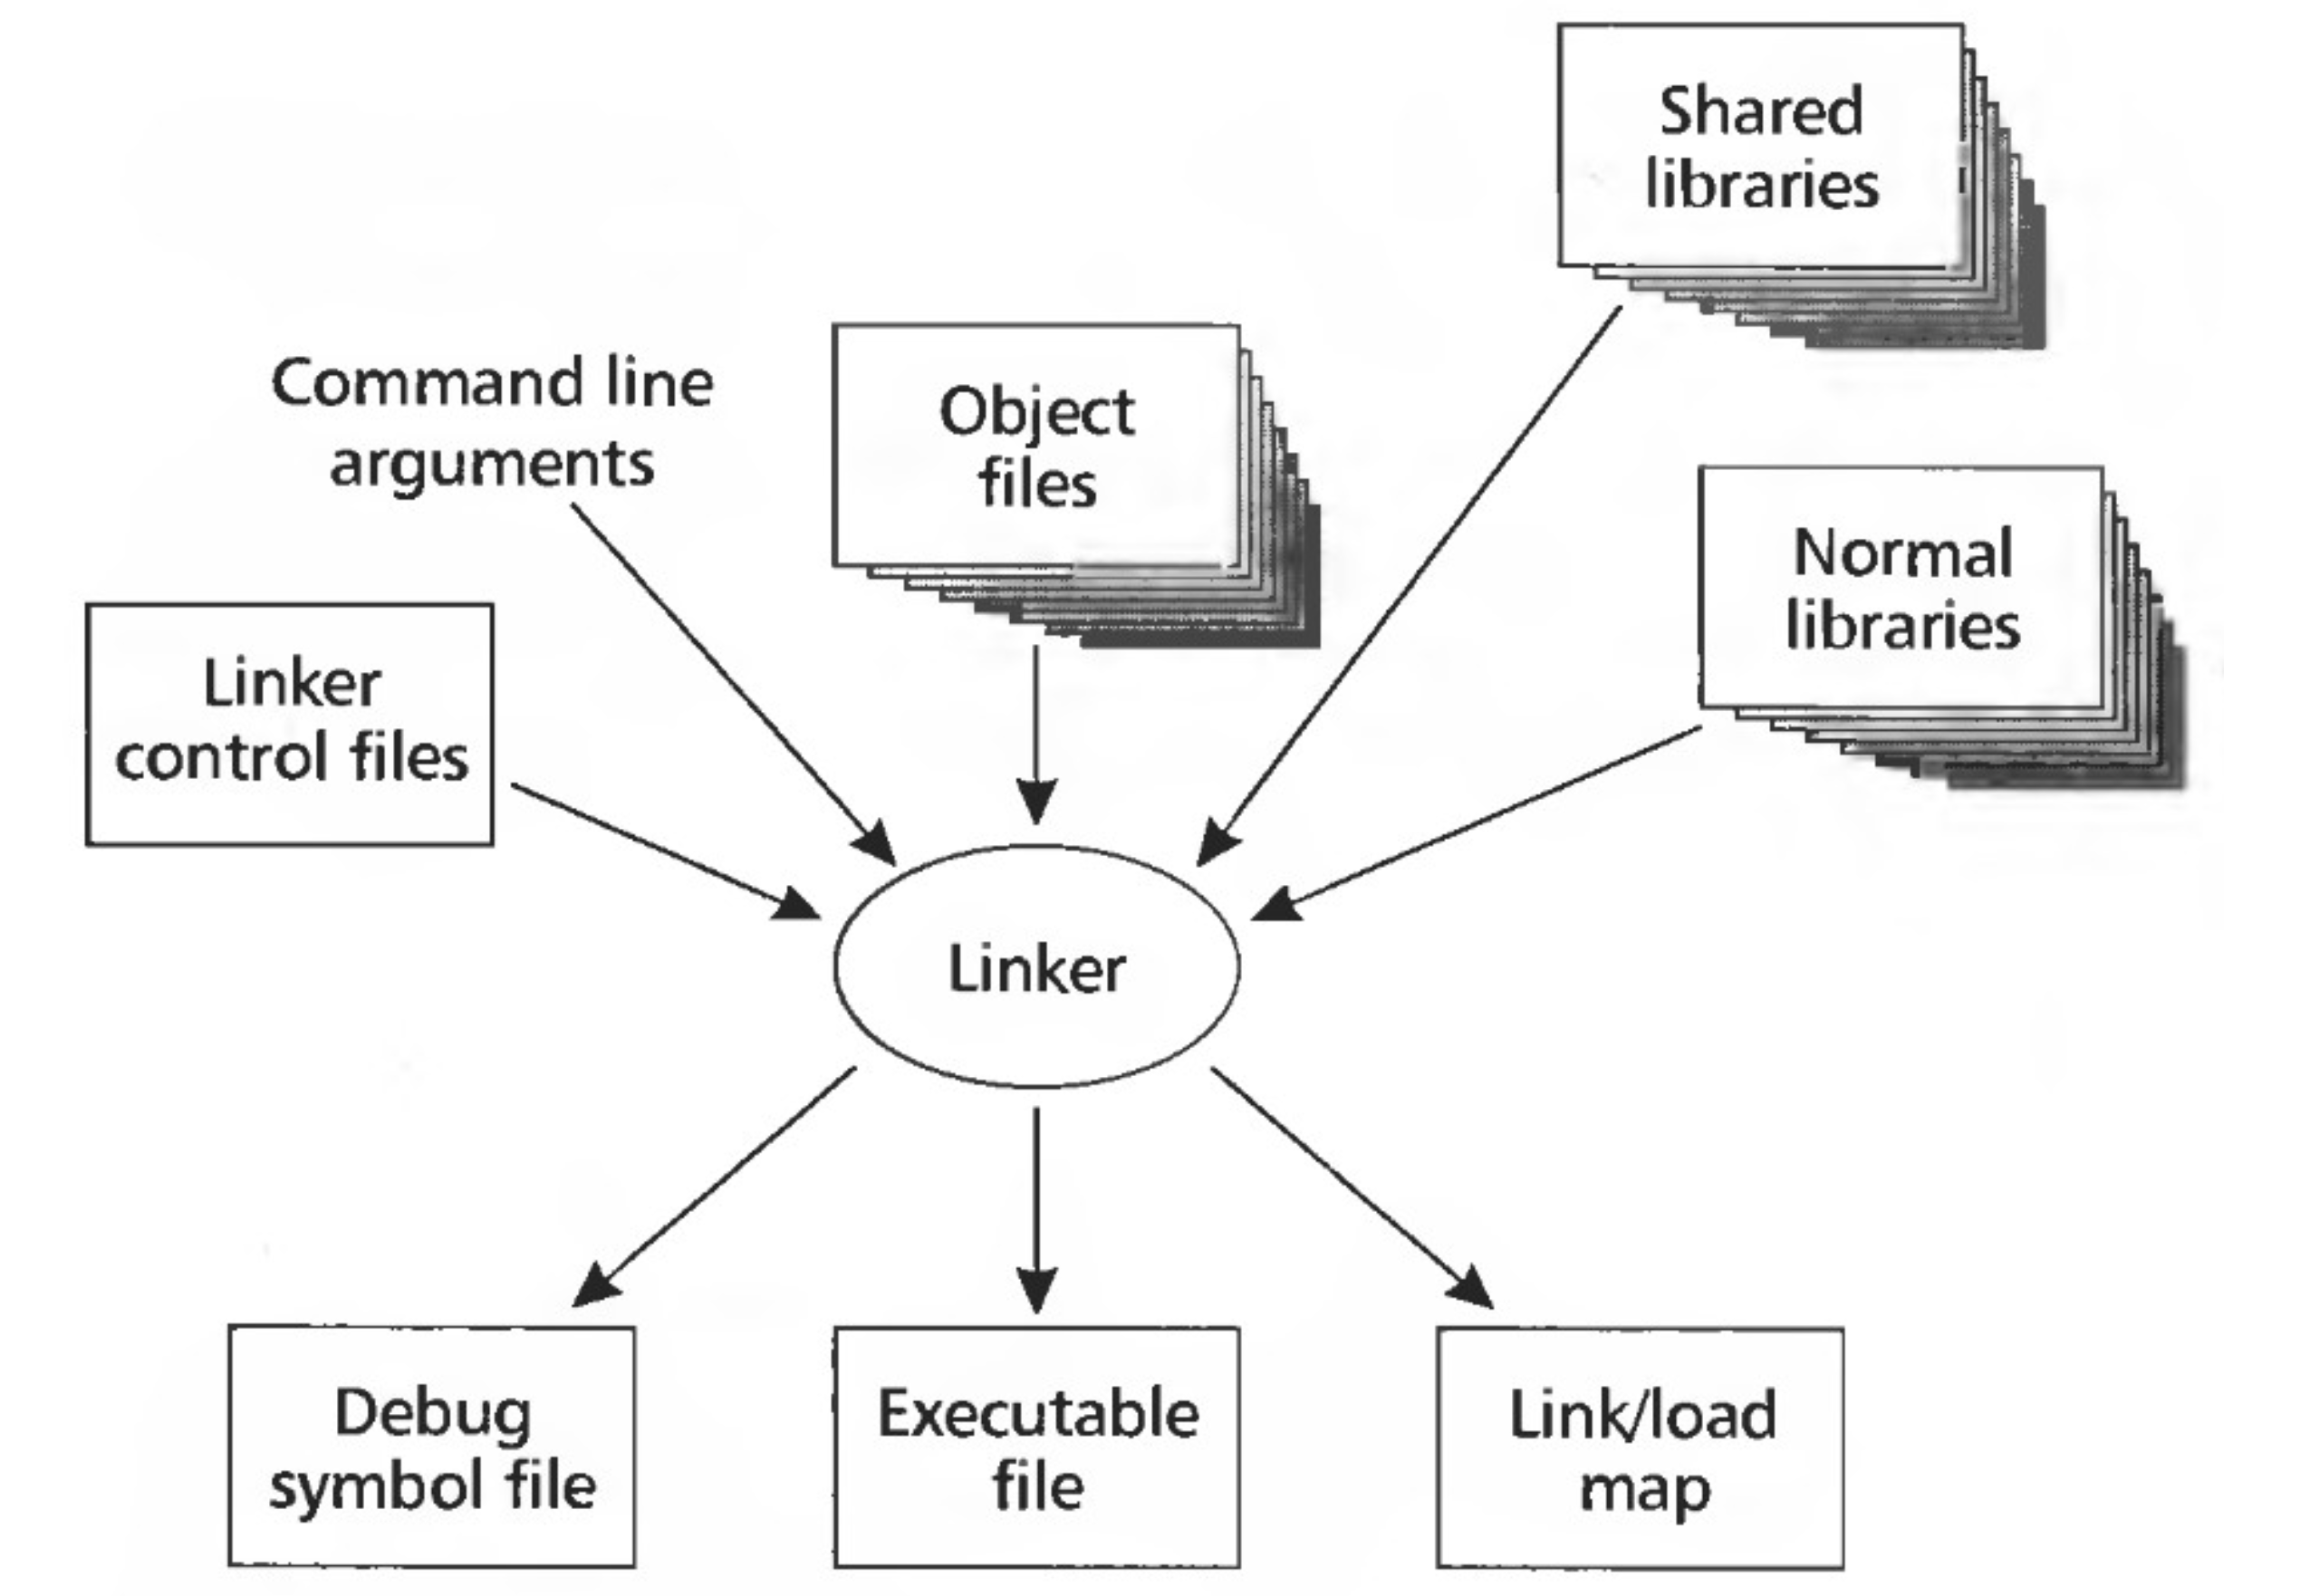 Shared
libraries
Command line
arguments
Object
files
Normal
libraries
Linker
control files
Linker
Debug
symbol file
Executable
file
Link/load
map